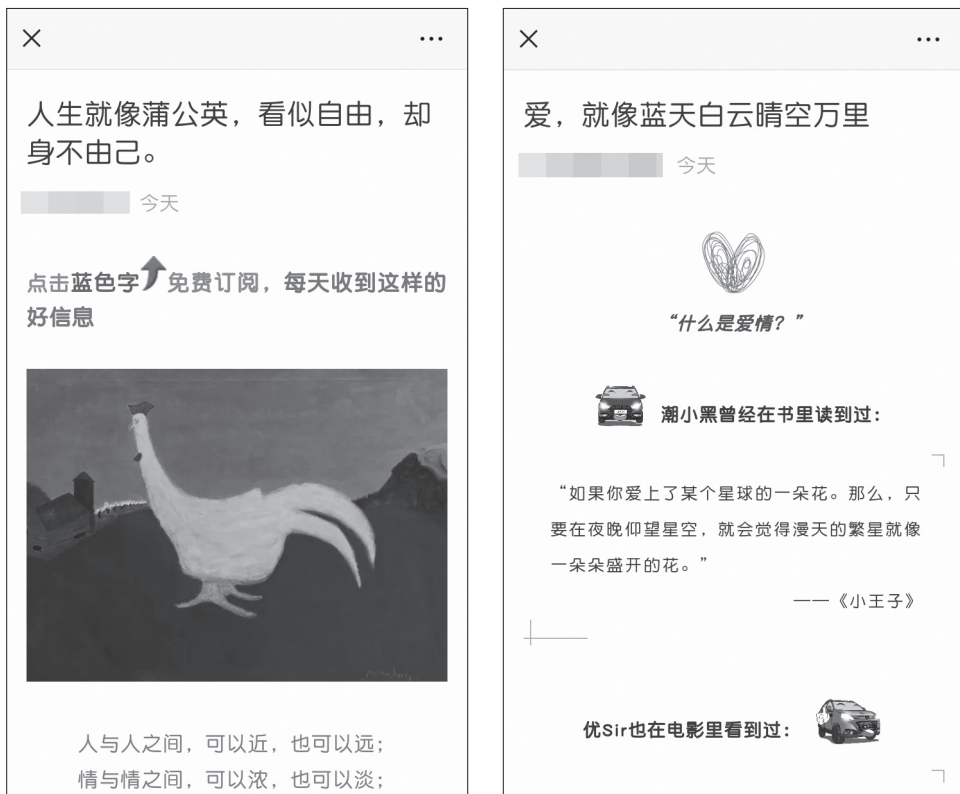 人生就像蒲公英，看似自由，却
身不由己。
今天
点击蓝色字免费订阅，每天收到这样的
好信息
人与人之间，可以近，也可以远；
情与情之间，可以浓，也可以淡；
爱，就像蓝天白云晴空万里
今天
“什么是爱情？”
潮小黑曾经在书里读到过：
“如果你爱上了某个星球的一朵花。那么，只
要在夜晚仰望星空，就会觉得漫天的繁星就像
一朵朵盛开的花。”
——《小王子》
优Sir也在电影里看到过：